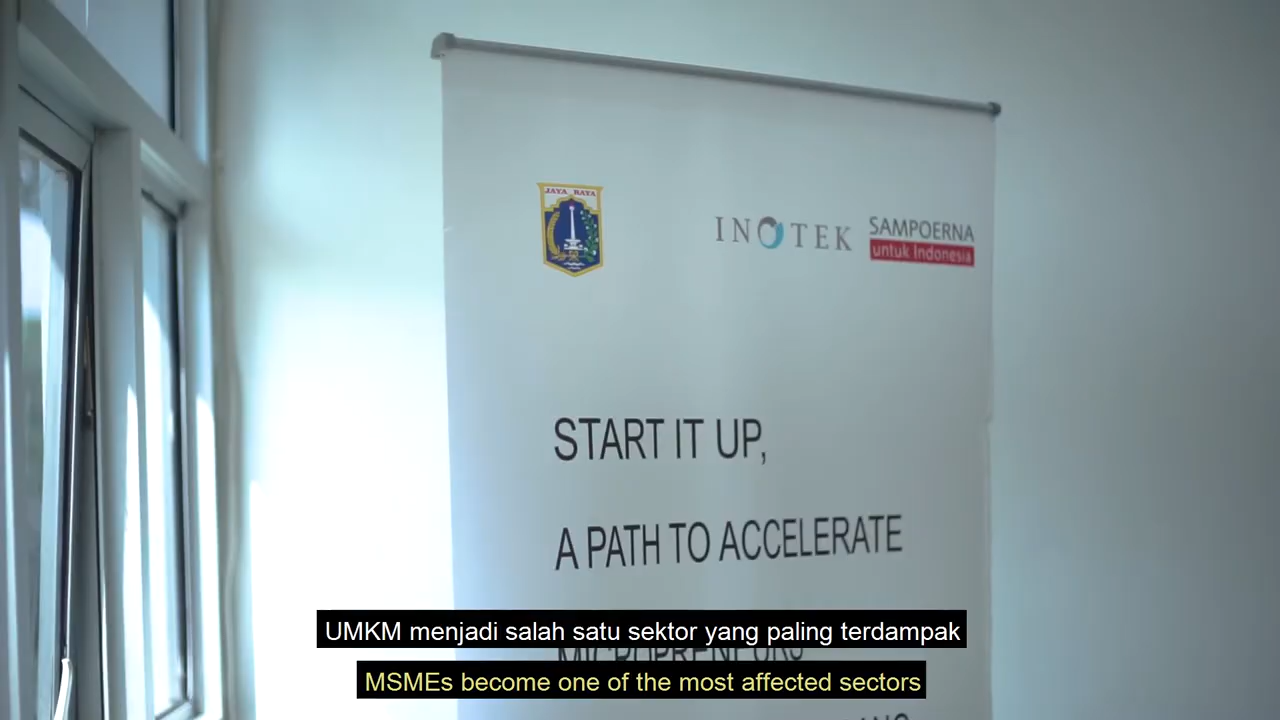 JAYA RAYA
INOTEK
SAMPOERNA
untuk Indonesia
START IT UP,
A PATH TO ACCELERATE
MICROPRENEURS
UMKM menjadi salah satu sektor yang paling terdampak
MSMEs become one of the most affected sectors